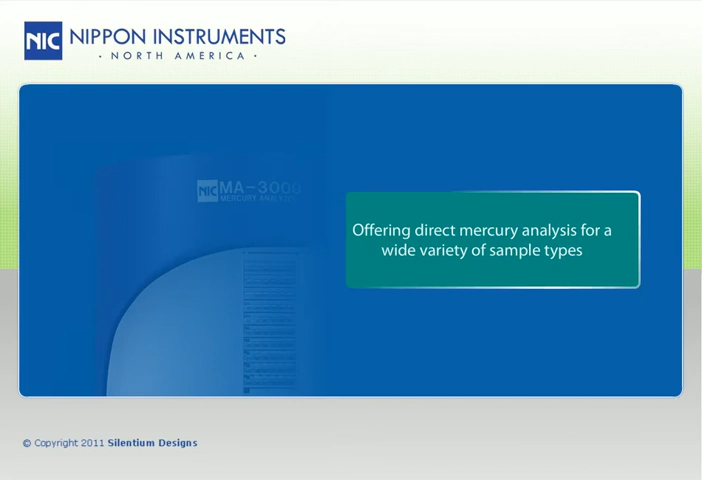 NIC NIPPON INSTRUMENTS
· NORTH AMERICA ·
NIC MA-3000
MERCURY ANALYZER
Offering direct mercury analysis for a
wide variety of sample types
© Copyright 2011 Silentium Designs